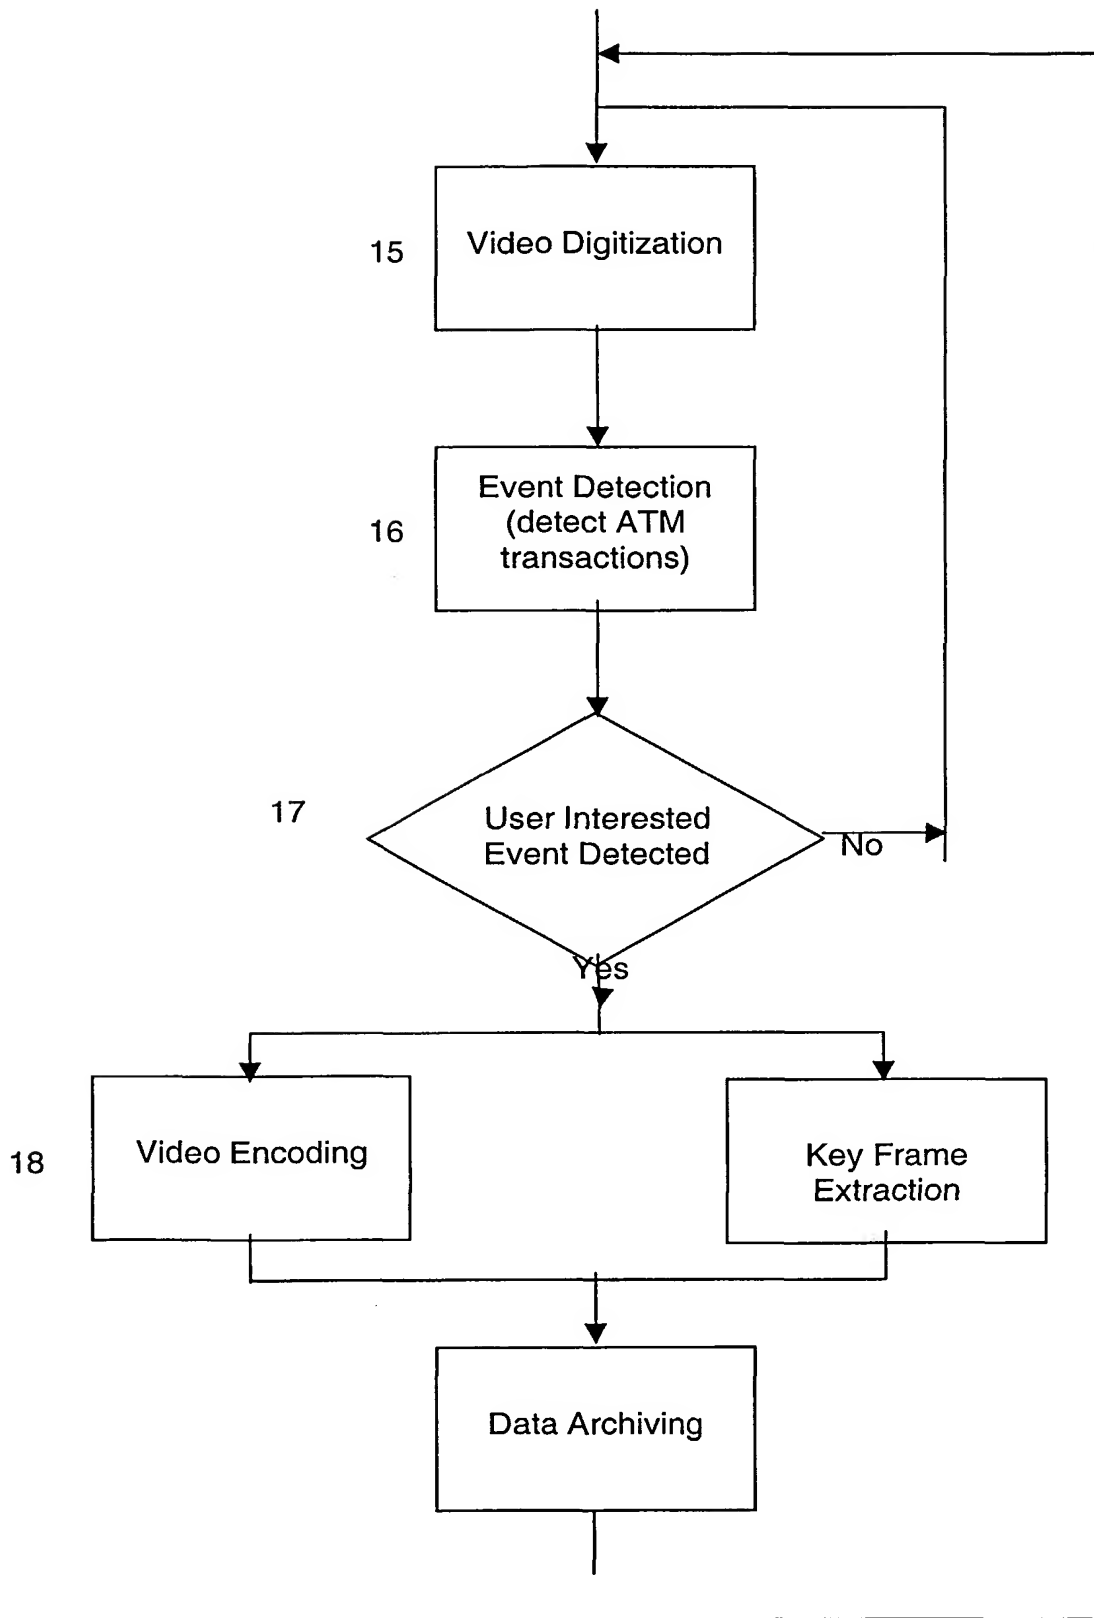 15
Video Digitization
16
Event Detection
(detect ATM
transactions)
17
User Interested
Event Detected
No
Yes
18
Video Encoding
Key Frame
Extraction
Data Archiving